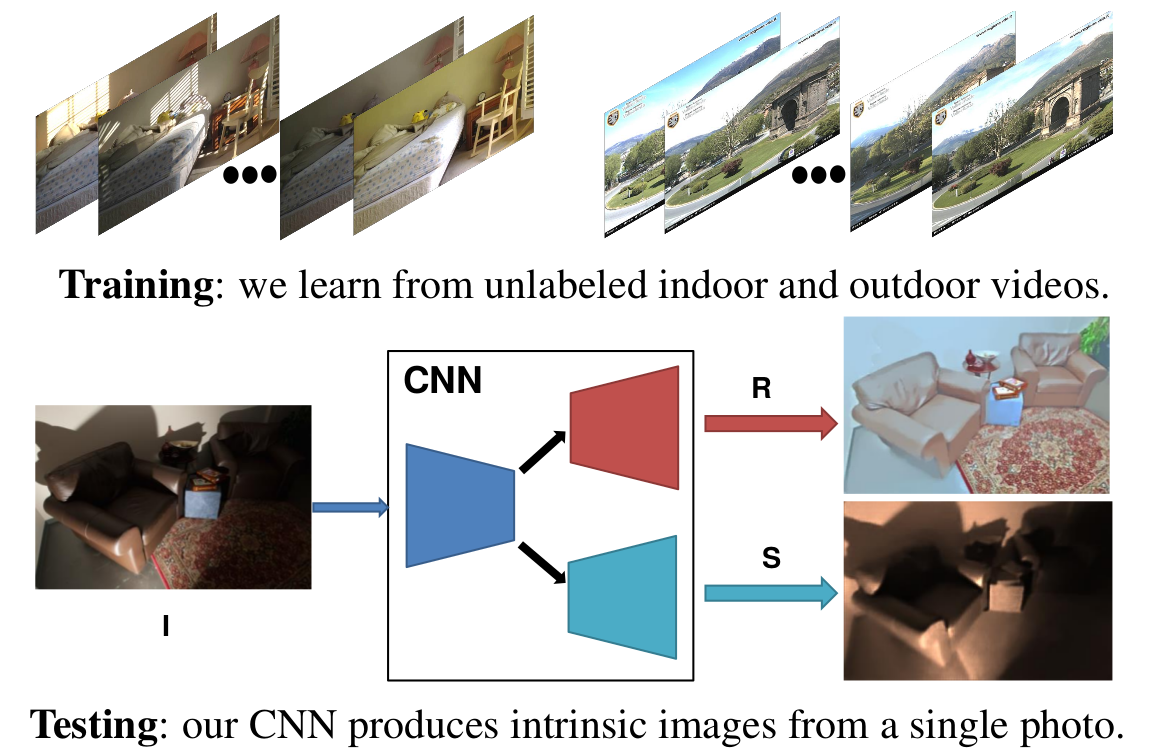 Training: we learn from unlabeled indoor and outdoor videos.
CNN
R
S
I
Testing: our CNN produces intrinsic images from a single photo.